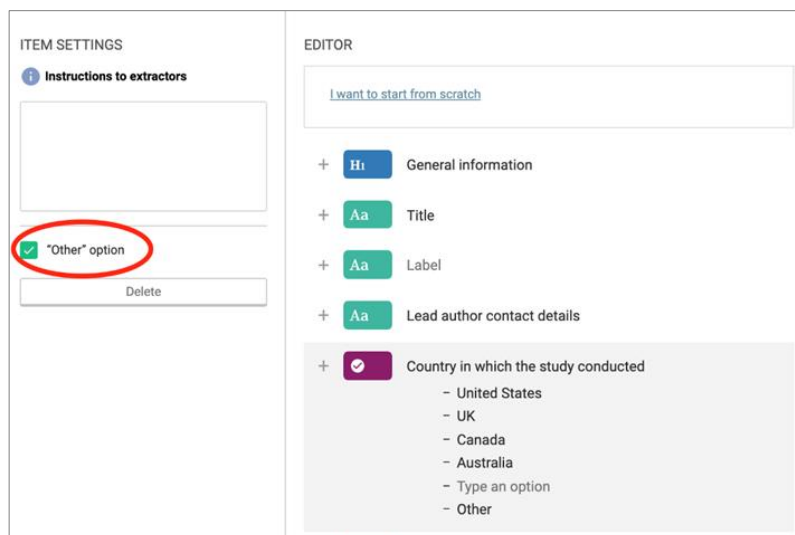 ITEM SETTINGS
Instructions to extractors
"Other" option
Delete
EDITOR
I want to start from scratch
H1 General information
Aa Title
Aa Label
Aa Lead author contact details
Country in which the study conducted
- United States
- UK
- Canada
- Australia
- Type an option
- Other